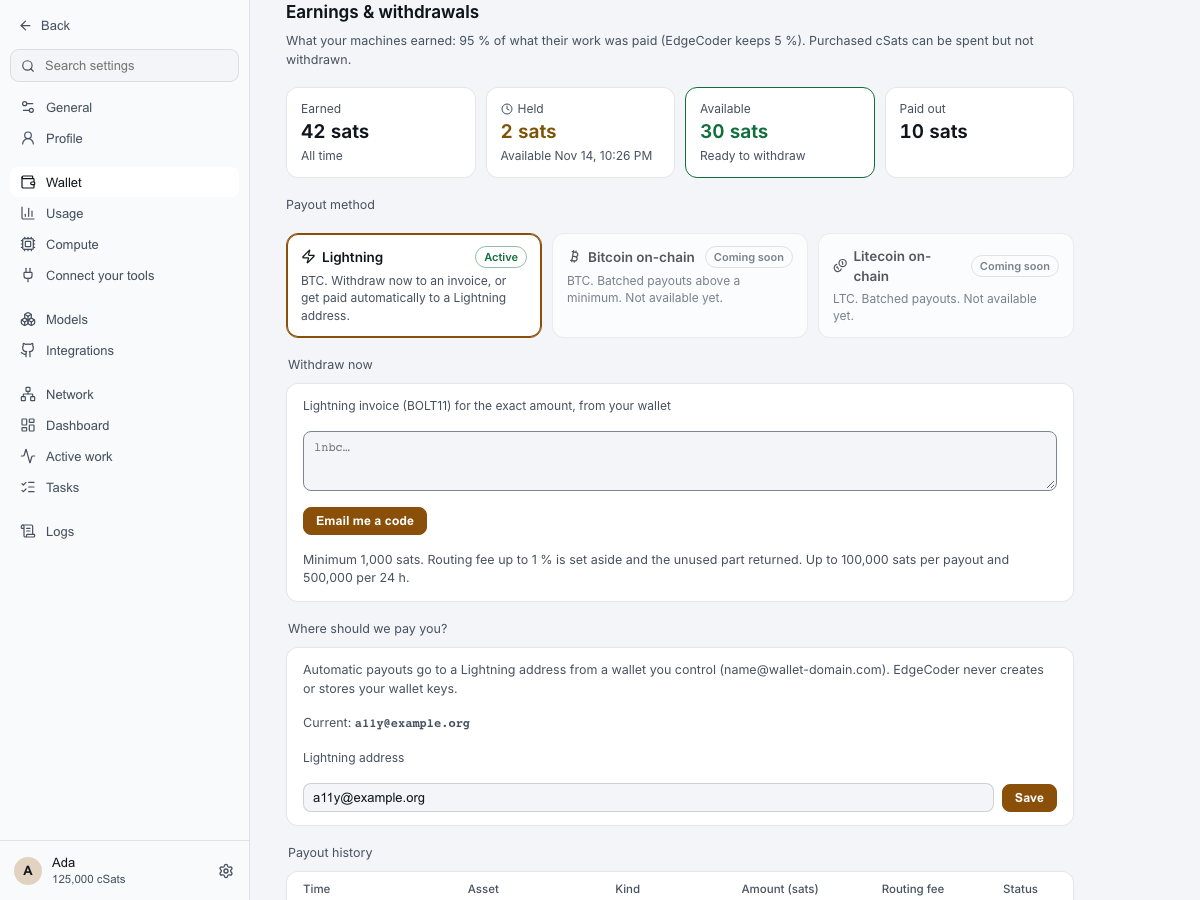 Back
Search settings
General
Profile
Wallet
Usage
Compute
Connect your tools
Models
Integrations
Network
Dashboard
Active work
Tasks
Logs
A
Ada
125,000 cSats
Earnings & withdrawals
What your machines earned: 95 % of what their work was paid (EdgeCoder keeps 5 %). Purchased cSats can be spent but not
withdrawn.
Earned
42 sats
All time
Held
2 sats
Available Nov 14, 10:26 PM
Available
30 sats
Ready to withdraw
Paid out
10 sats
Payout method
Lightning
Active
BTC. Withdraw now to an invoice, or
get paid automatically to a Lightning
address.
Bitcoin on-chain
Coming soon
BTC. Batched payouts above a
minimum. Not available yet.
Litecoin on-
chain
Coming soon
LTC. Batched payouts. Not available
yet.
Withdraw now
Lightning invoice (BOLT11) for the exact amount, from your wallet
lnbc…
Email me a code
Minimum 1,000 sats. Routing fee up to 1 % is set aside and the unused part returned. Up to 100,000 sats per payout and
500,000 per 24 h.
Where should we pay you?
Automatic payouts go to a Lightning address from a wallet you control (name@wallet-domain.com). EdgeCoder never creates
or stores your wallet keys.
Current: a11y@example.org
Lightning address
a11y@example.org
Save
Payout history
Time Asset Kind Amount (sats) Routing fee Status